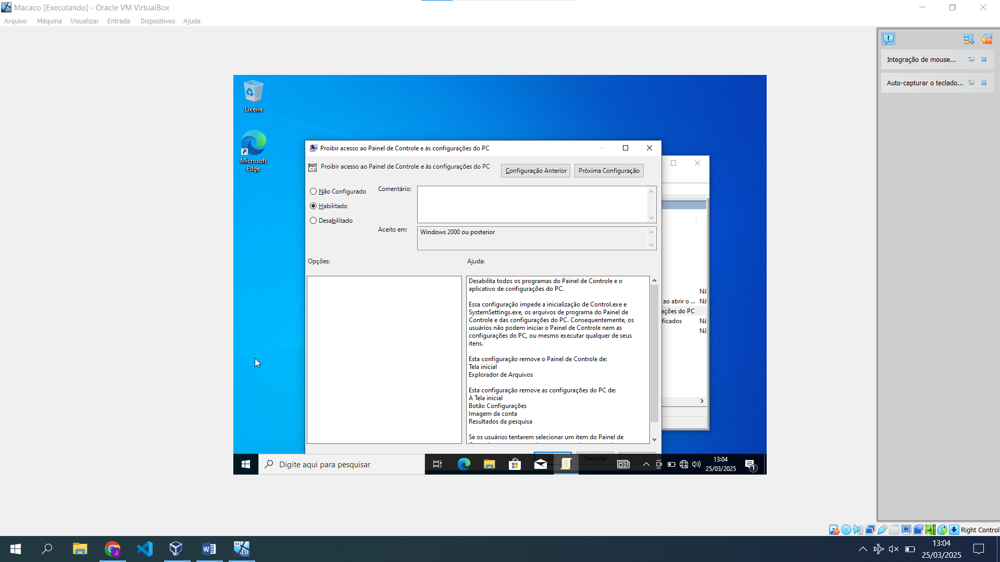 Macaco [Executando] - Oracle VM VirtualBox
Arquivo Máquina Visualizar Entrada Dispositivos Ajuda
Integração de mouse...
Auto-capturar o teclado...
Lixeira
Microsoft
Edge
Proibir acesso ao Painel de Controle e às configurações do PC
Proibir acesso ao Painel de Controle e às configurações do PC
Configuração Anterior
Próxima Configuração
Não Configurado
Habilitado
Desabilitado
Comentário:
Aceito em:
Windows 2000 ou posterior
Opções:
Ajuda:
Desabilita todos os programas do Painel de Controle e o
aplicativo de configurações do PC.
Essa configuração impede a inicialização de Control.exe e
SystemSettings.exe, os arquivos de programa do Painel de
Controle e das configurações do PC. Consequentemente, os
usuários não podem iniciar o Painel de Controle nem as
configurações do PC, ou mesmo executar qualquer de seus
itens.
Esta configuração remove o Painel de Controle de:
Tela inicial
Explorador de Arquivos
Esta configuração remove as configurações do PC de:
A Tela inicial
Botão Configurações
Imagem da conta
Resultados da pesquisa
Se os usuários tentarem selecionar um item do Painel de
Nã
ao abrir o ... Nã
ações do PC
ficados Nã
Nã
OK
Cancelar
Digite aqui para pesquisar
13:04
25/03/2025
1
Right Control
13:04
25/03/2025